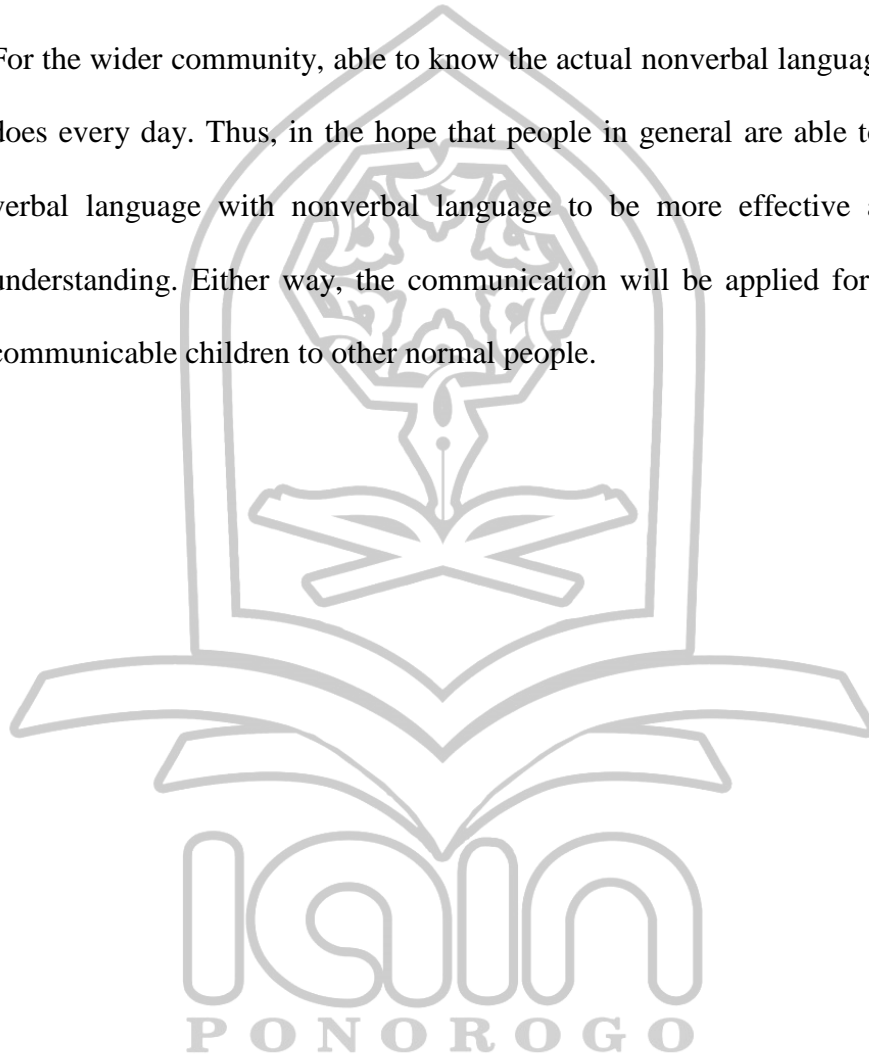 For the wider community, able to know the actual nonverbal
does every day. Thus, in the hope that people in general are able
verbal language with nonverbal language to be more effective
understanding. Either way, the communication will be applied for
communicable children to other normal people.
iain
PONOROGO